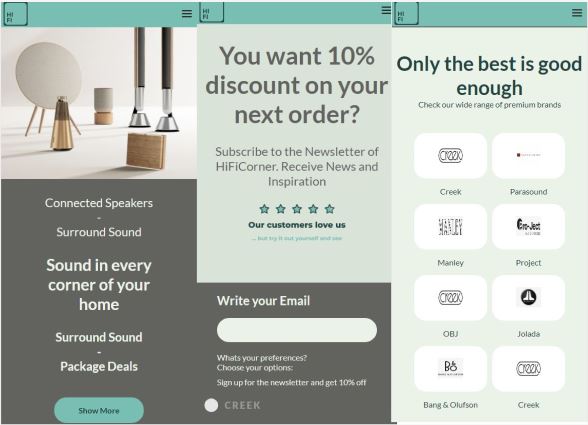 HI
FI
Connected Speakers
-
Surround Sound
Sound in every
corner of your
home
Surround Sound
-
Package Deals
Show More
HI
FI
You want 10%
discount on your
next order?
Subscribe to the Newsletter of
HiFiCorner. Receive News and
Inspiration
Our customers love us
... but try it out yourself and see
Write your Email
Whats your preferences?
Choose your options:
Sign up for the newsletter and get 10% off
CREEK
HI
FI
Only the best is good
enough
Check our wide range of premium brands
CREEK
Creek
Parasound
MANLEY
Pro-Ject
Manley
Project
CREEK
OBJ
Jolada
B&O
CREEK
Bang & Olufson
Creek